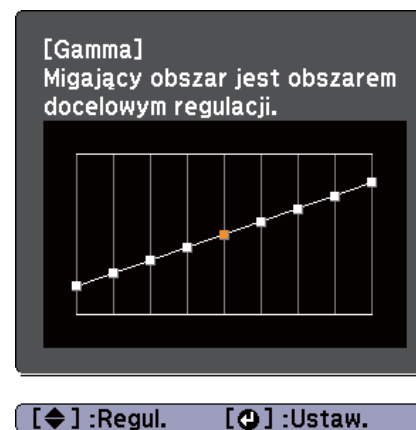 [Gamma]
Migający obszar jest obszarem
docelowym regulacji.
[◆] :Regul. [↵] :Ustaw.